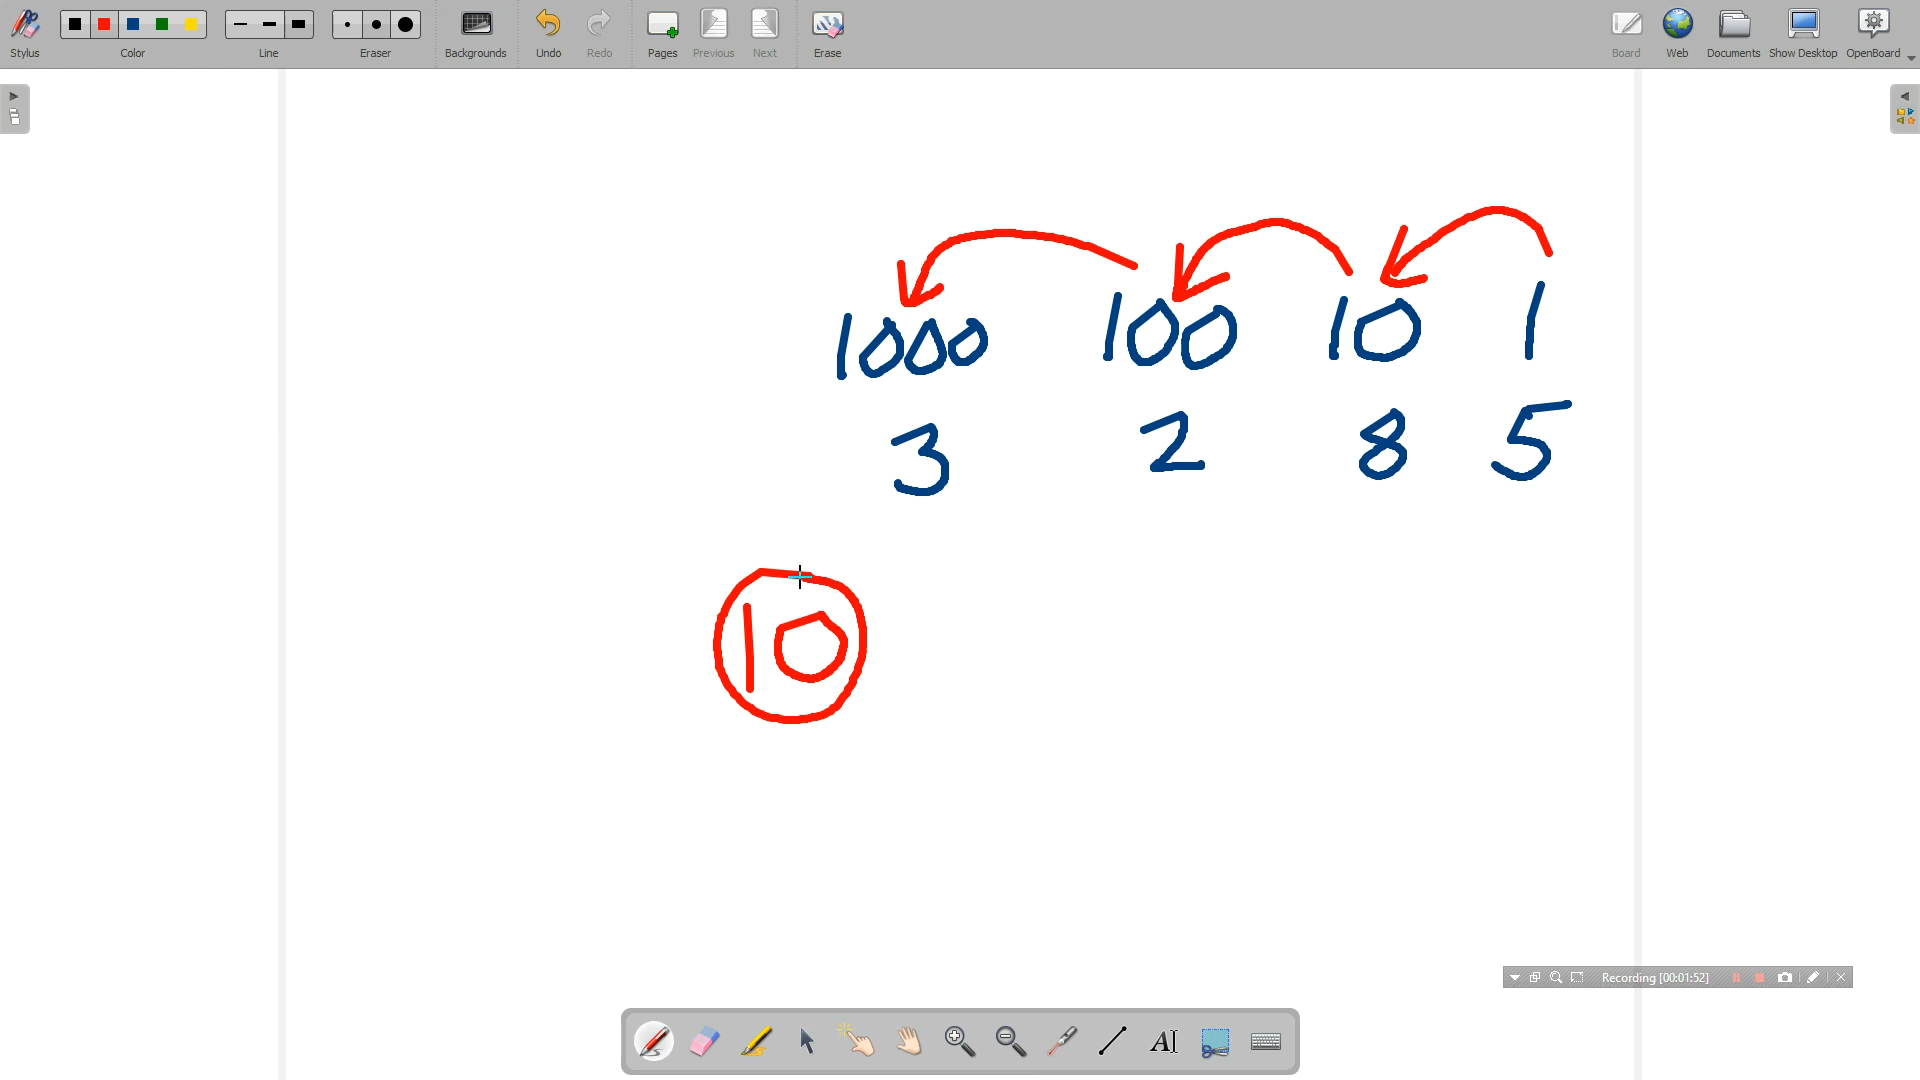 Stylus Color Line Eraser Backgrounds Undo Redo Pages Previous Next Erase Board Web Documents Show Desktop OpenBoard
1000 100 10 1
3 2 8 5
10
Recording [00:01:52]
AI